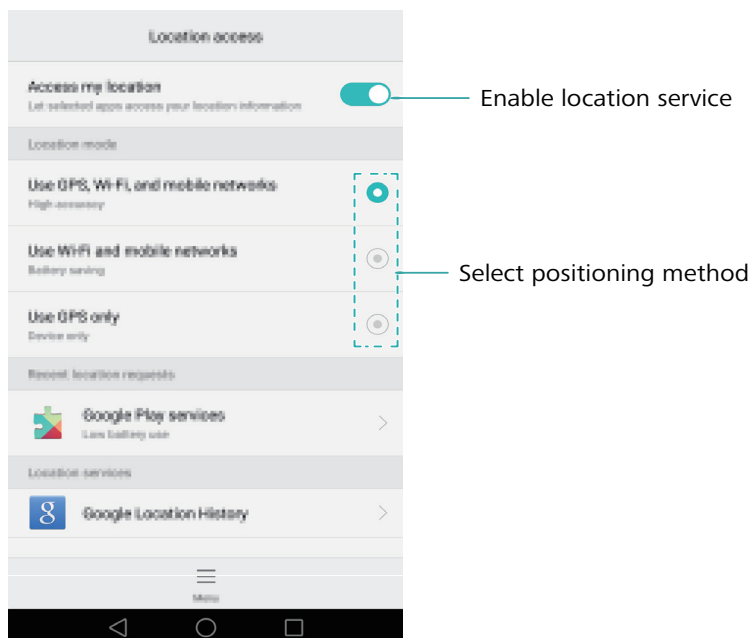 Location access
Access my location
Let selected apps access your location information
Enable location service
Location mode
Use GPS, Wi-Fi, and mobile networks
High accuracy
Use Wi-Fi and mobile networks
Battery saving
Select positioning method
Use GPS only
Device only
Recent location requests
Google Play services
Low battery use
Location services
8 Google Location History
Menu